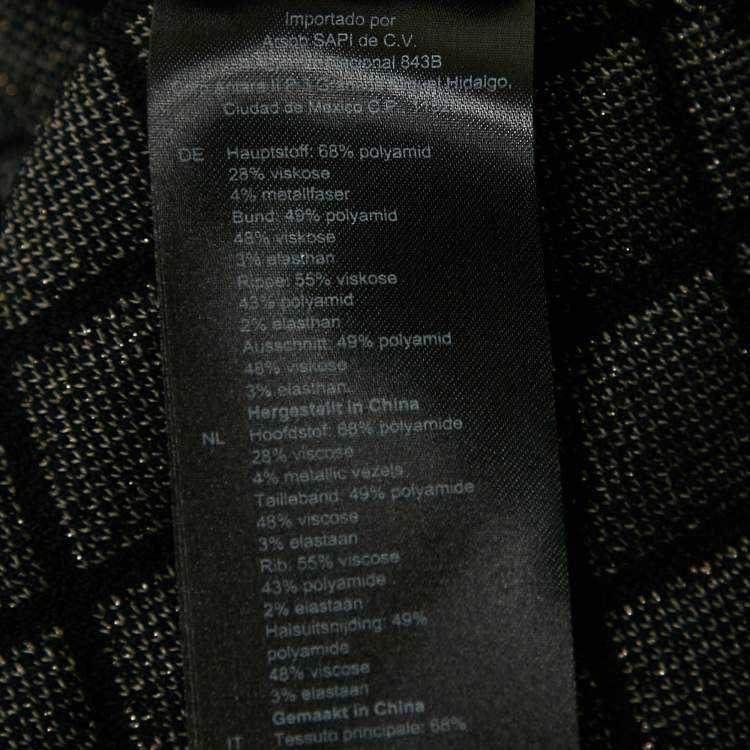 Importado por
Arsob SAPI de C.V.
843B
Hidalgo,
Ciudad de Mexico C.P.
DE Hauptstoff: 68% polyamid
28% viskose
4% metallfaser
Bund: 49% polyamid
48% viskose
3% elasthan
Rippe: 55% viskose
43% polyamid
2% elasthan
Ausschnitt: 49% polyamid
48% viskose
3% elasthan.
Hergestellt in China
NL Hoofdstof: 68% polyamide
28% viscose
4% metallic vezels.
Tailleband: 49% polyamide
48% viscose
3% elastaan
Rib: 55% viscose
43% polyamide
2% elastaan
Halsuitsnijding: 49%
polyamide
48% viscose
3% elastaan
Gemaakt in China
IT Tessuto principale: 68%